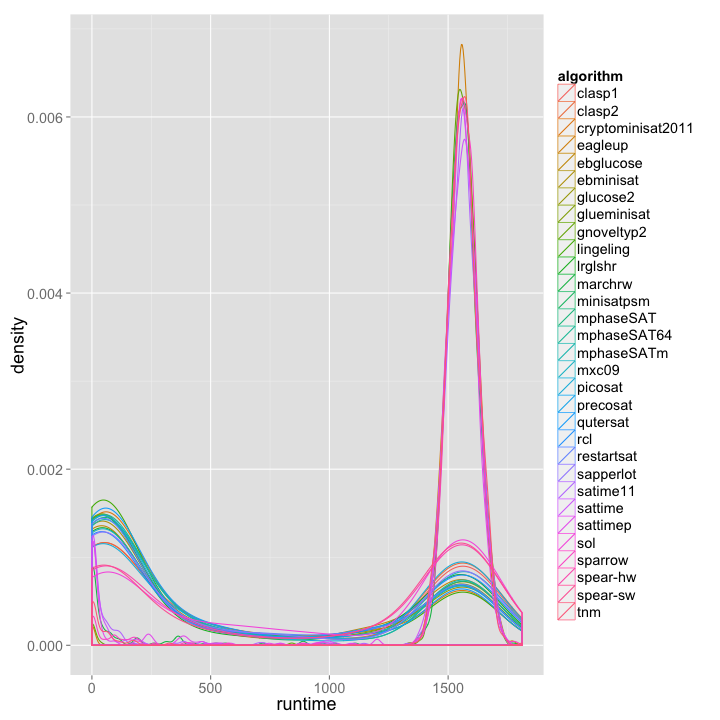 algorithm
clasp1
clasp2
cryptominisat2011
eagleup
ebglucose
ebminisat
glucose2
glueminisat
gnoveltyp2
lingeling
lrglshr
marchrw
minisatpsm
mphaseSAT
mphaseSAT64
mphaseSATm
mxc09
picosat
precosat
qutersat
rcl
restartsat
sapperlot
satime11
sattime
sattimep
sol
sparrow
spear-hw
spear-sw
tnm
density
0.006
0.004
0.002
0.000
0 500 1000 1500
runtime